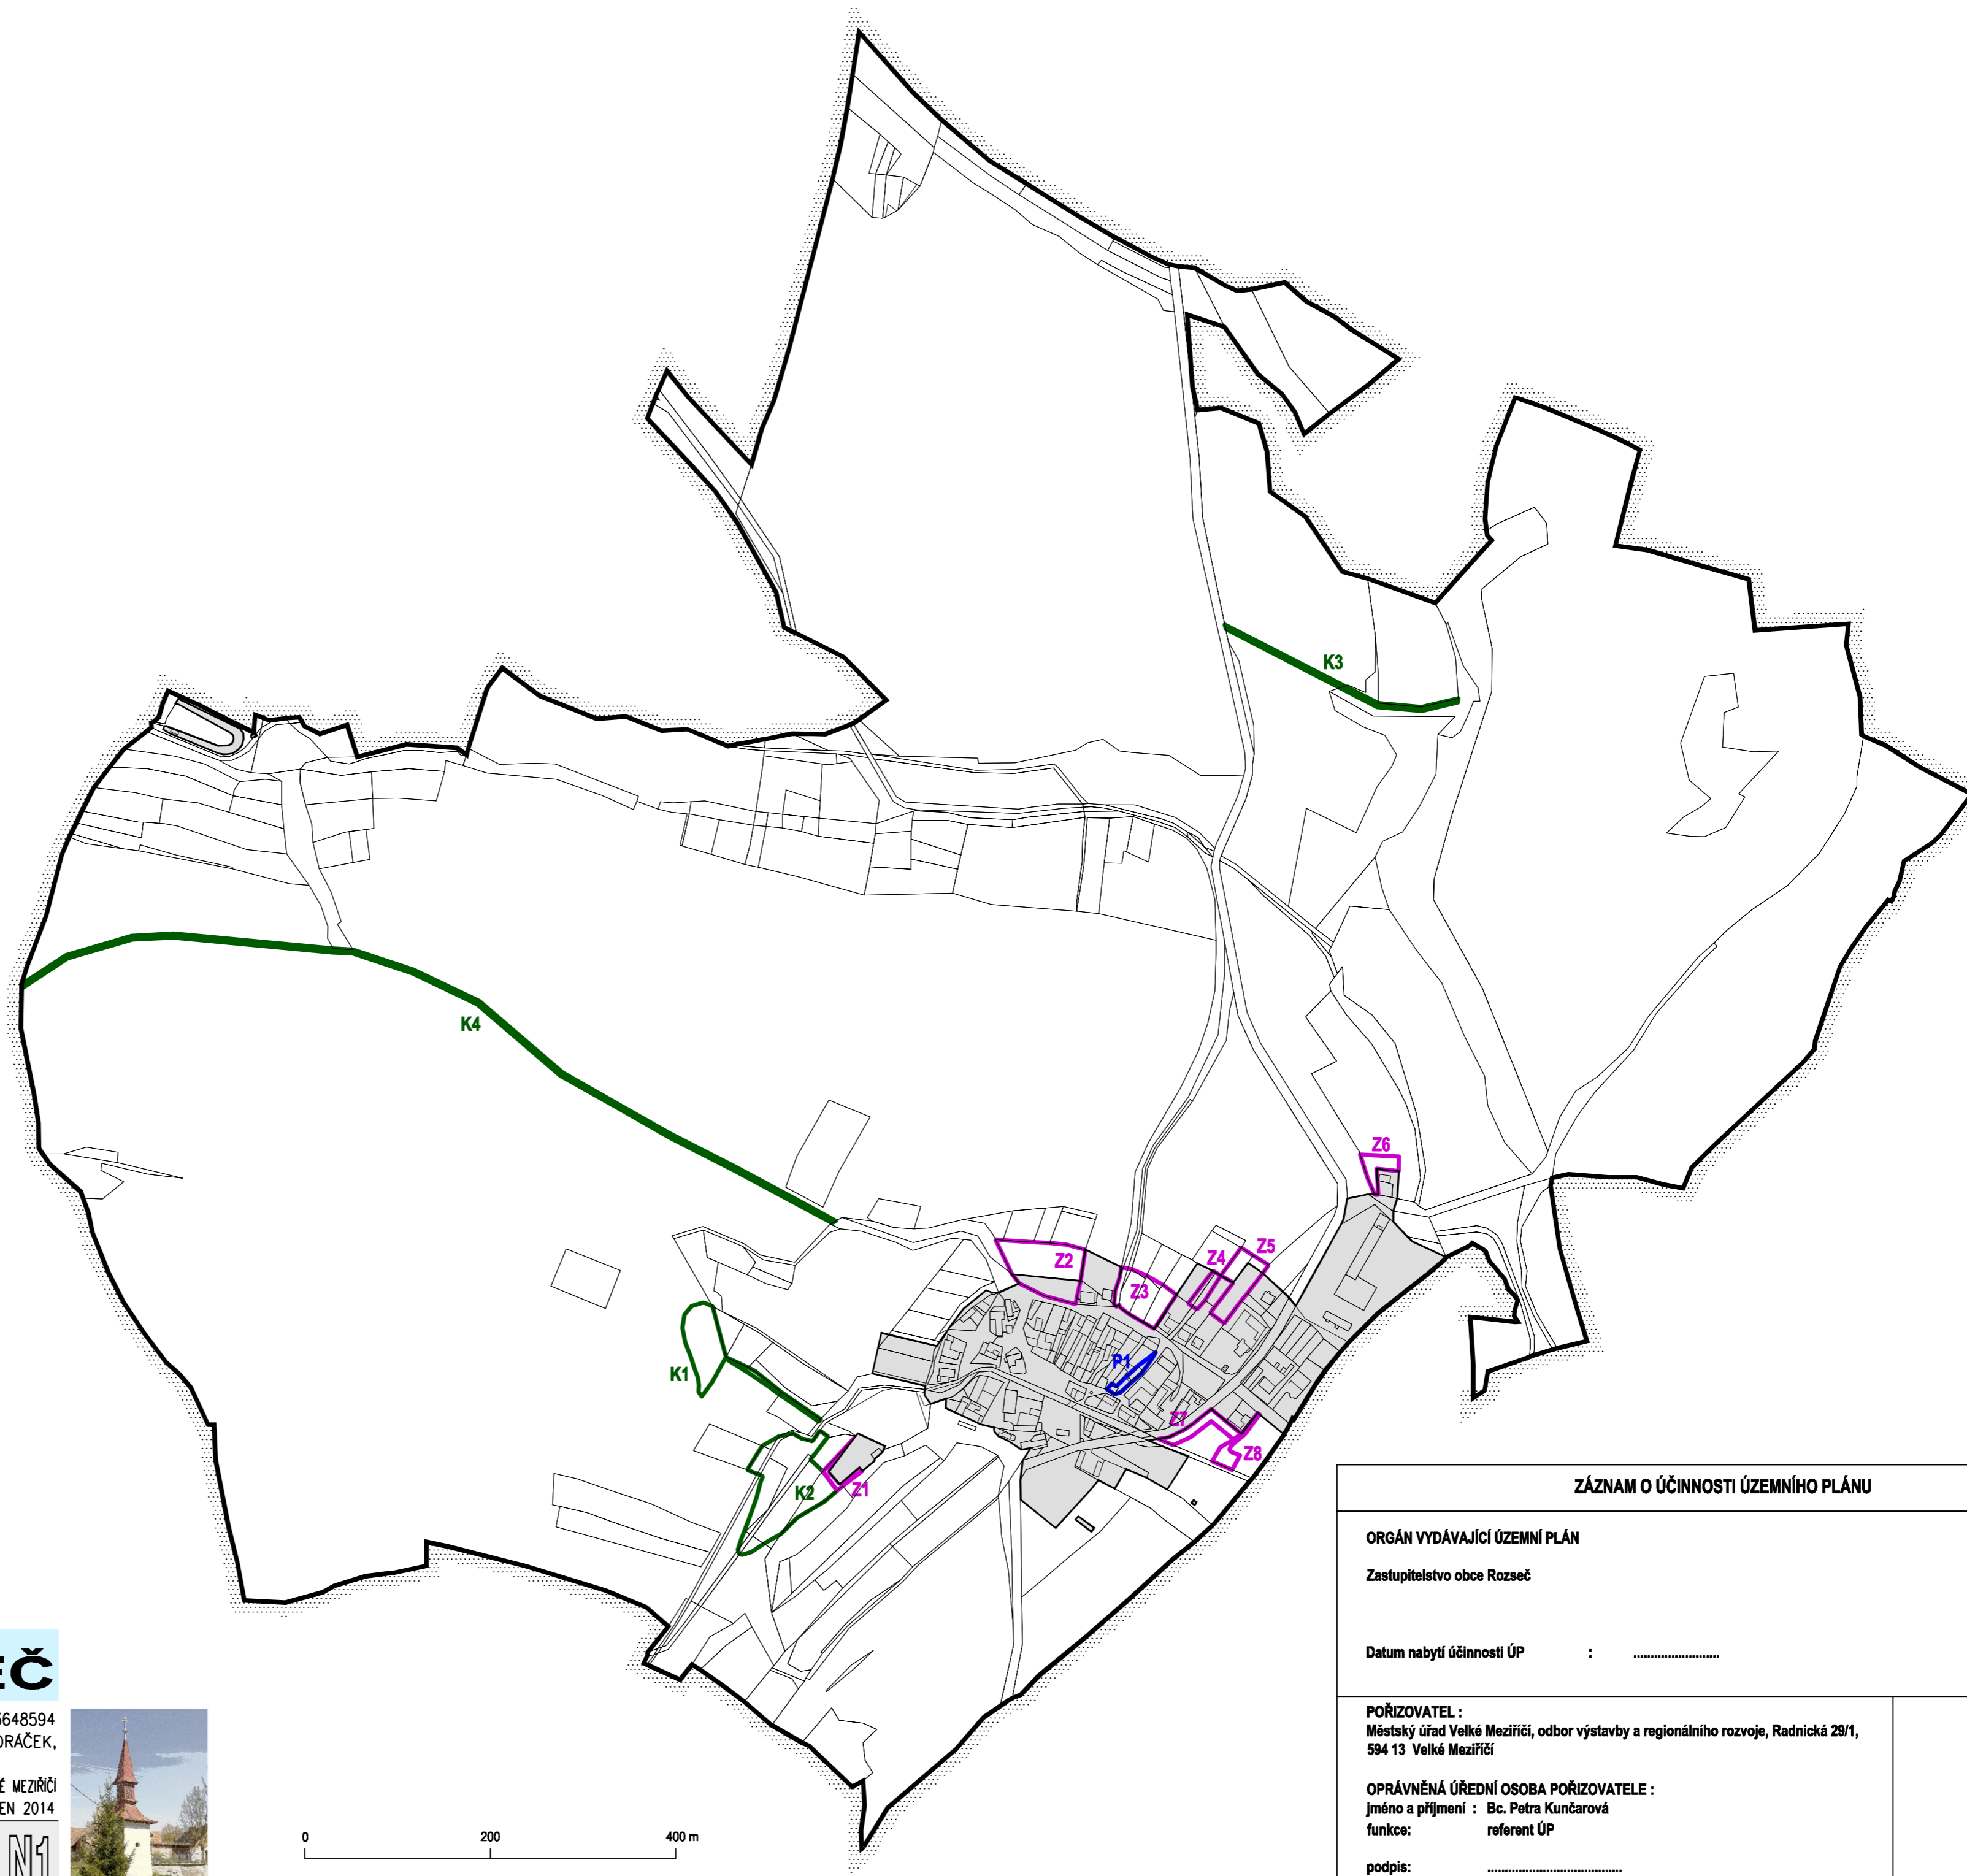 K3
K4
Z6
Z2
Z3
Z4
Z5
K1
P1
Z7
Z8
K2
Z1
ZÁZNAM O ÚČINNOSTI ÚZEMNÍHO PLÁNU
ORGÁN VYDÁVAJÍCÍ ÚZEMNÍ PLÁN
Zastupitelstvo obce Rozseč
Datum nabytí účinnosti ÚP : .........................
POŘIZOVATEL :
Městský úřad Velké Meziříčí, odbor výstavby a regionálního rozvoje, Radnická 29/1,
594 13 Velké Meziříčí
OPRÁVNĚNÁ ÚŘEDNÍ OSOBA POŘIZOVATELE :
jméno a příjmení : Bc. Petra Kunčarová
funkce: referent ÚP
podpis: .......................................
EČ
5648594
ORÁČEK,
É MEZIŘÍČÍ
EN 2014
N1
0 200 400 m